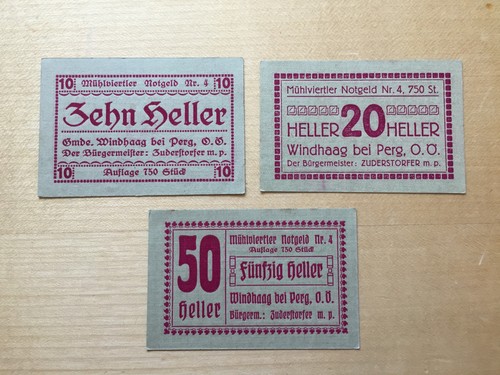 10 Mühlviertler Notgeld Nr. 4 10
Zehn Heller
Gmde. Windhaag bei Perg, O.Ö.
Der Bürgermeister: Zuderstorfer m. p.
10 Auflage 750 Stück 10
Mühlviertler Notgeld Nr. 4, 750 St.
HELLER 20 HELLER
Windhaag bei Perg, O.Ö.
Der Bürgermeister: ZUDERSTORFER m. p.
50
Heller
Mühlviertler Notgeld Nr. 4
Auflage 750 Stück
Fünfzig Heller
Windhaag bei Perg, O.Ö.
Bürgerm.: Zuderstorfer m. p.